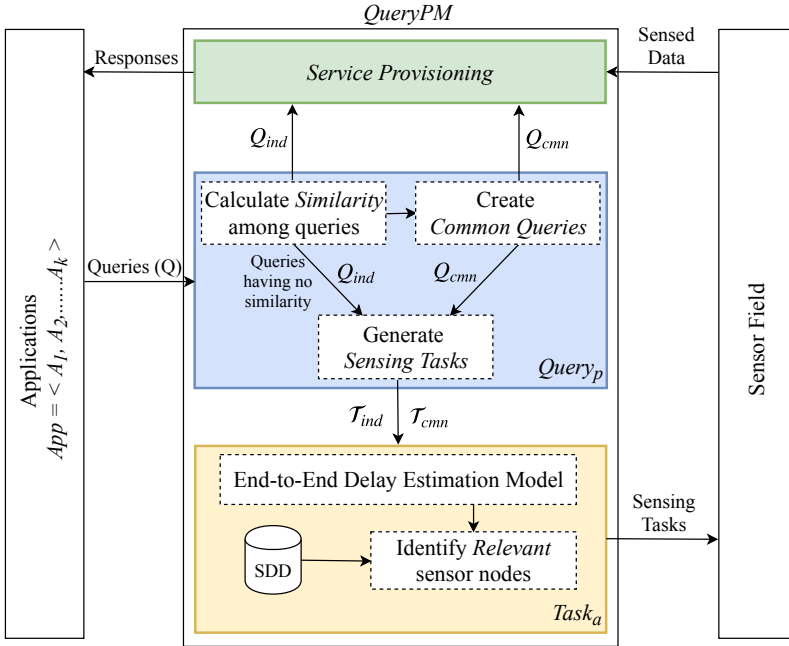 QueryPM
Responses
Service Provisioning
Sensed
Data
Q_ind
Q_cmn
Calculate Similarity
among queries
Create
Common Queries
Applications
App = < A_1, A_2,......A_k >
Queries (Q)
Queries
having no
similarity
Q_ind
Q_cmn
Generate
Sensing Tasks
Query_p
Sensor Field
𝒯_ind 𝒯_cmn
End-to-End Delay Estimation Model
Sensing
Tasks
SDD
Identify Relevant
sensor nodes
Task_a